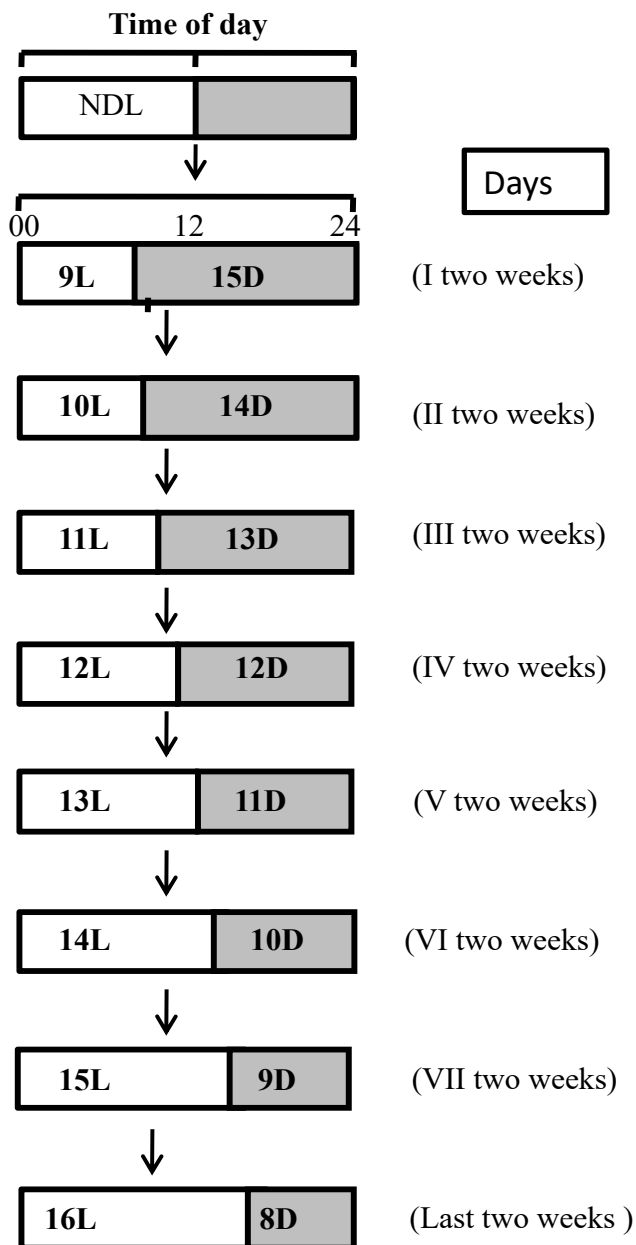 Time of day
NDL
Days
00 12 24
9L 15D (I two weeks)
10L 14D (II two weeks)
11L 13D (III two weeks)
12L 12D (IV two weeks)
13L 11D (V two weeks)
14L 10D (VI two weeks)
15L 9D (VII two weeks)
16L 8D (Last two weeks )